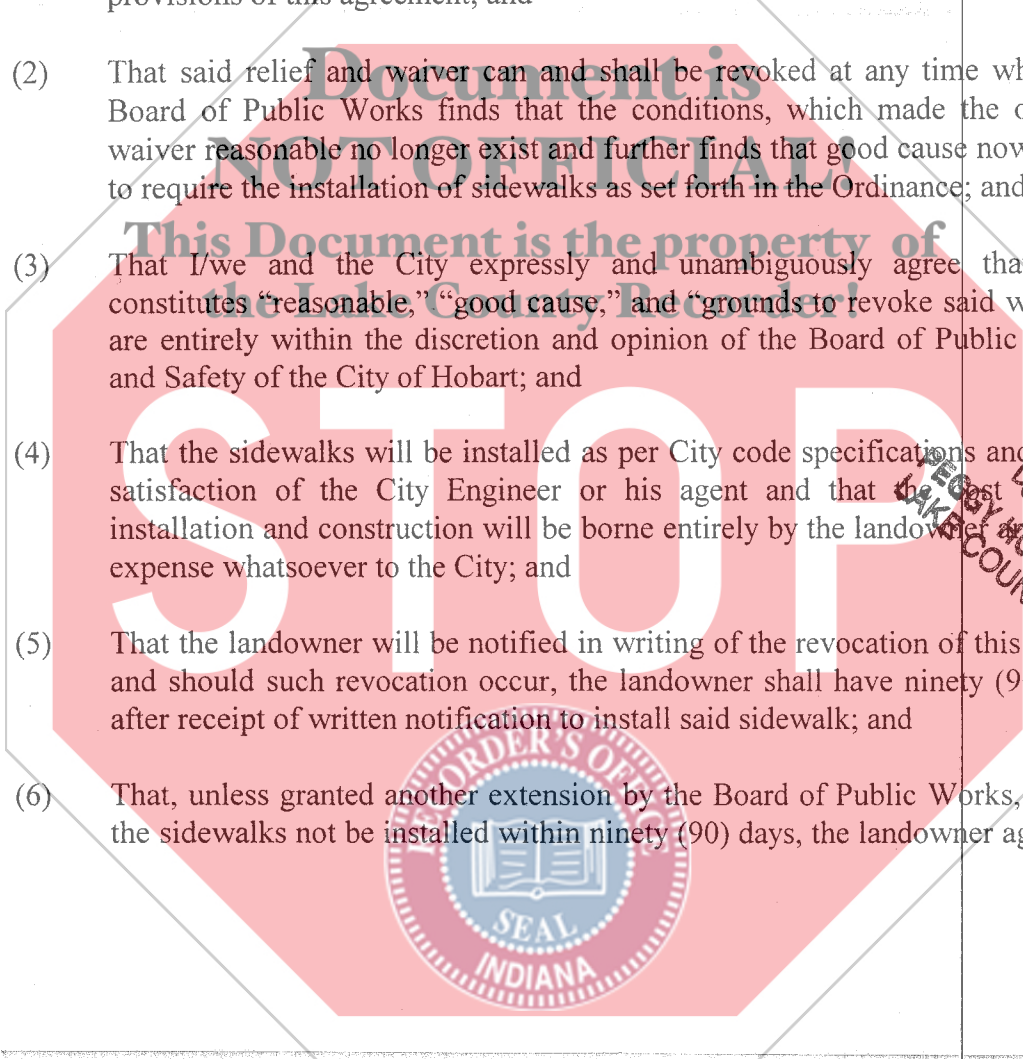 provisions of this agreement; and
Document is
(2) That said relief and waiver can and shall be revoked at any time
Board of Public Works finds that the conditions, which made the
NOT OFFICIAL!
waiver reasonable no longer exist and further finds that good cause now
to require the installation of sidewalks as set forth in the Ordinance; and
This Document is the property of
(3) That I/we and the City expressly and unambiguously agree
the Lake County Recorder!
constitutes “reasonable,” “good cause,” and “grounds to revoke said
are entirely within the discretion and opinion of the Board of Public
and Safety of the City of Hobart; and
STOP
(4) That the sidewalks will be installed as per City code specifications and
satisfaction of the City Engineer or his agent and that
installation and construction will be borne entirely by the landowner
expense whatsoever to the City; and
PEGGY
LAKE COUN
(5) That the landowner will be notified in writing of the revocation of this
and should such revocation occur, the landowner shall have ninety (9
after receipt of written notification to install said sidewalk; and
RECORDER'S OFFICE
(6) That, unless granted another extension by the Board of Public Works,
the sidewalks not be installed within ninety (90) days, the landowner
SEAL
INDIANA